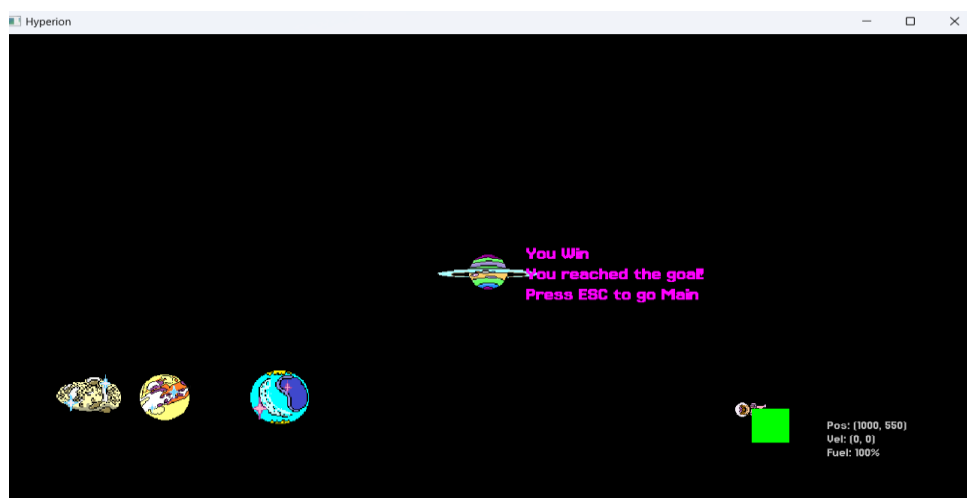 Hyperion
You Win
You reached the goal!
Press ESC to go Main
Pos: (1000, 550)
Vel: (0, 0)
Fuel: 100%